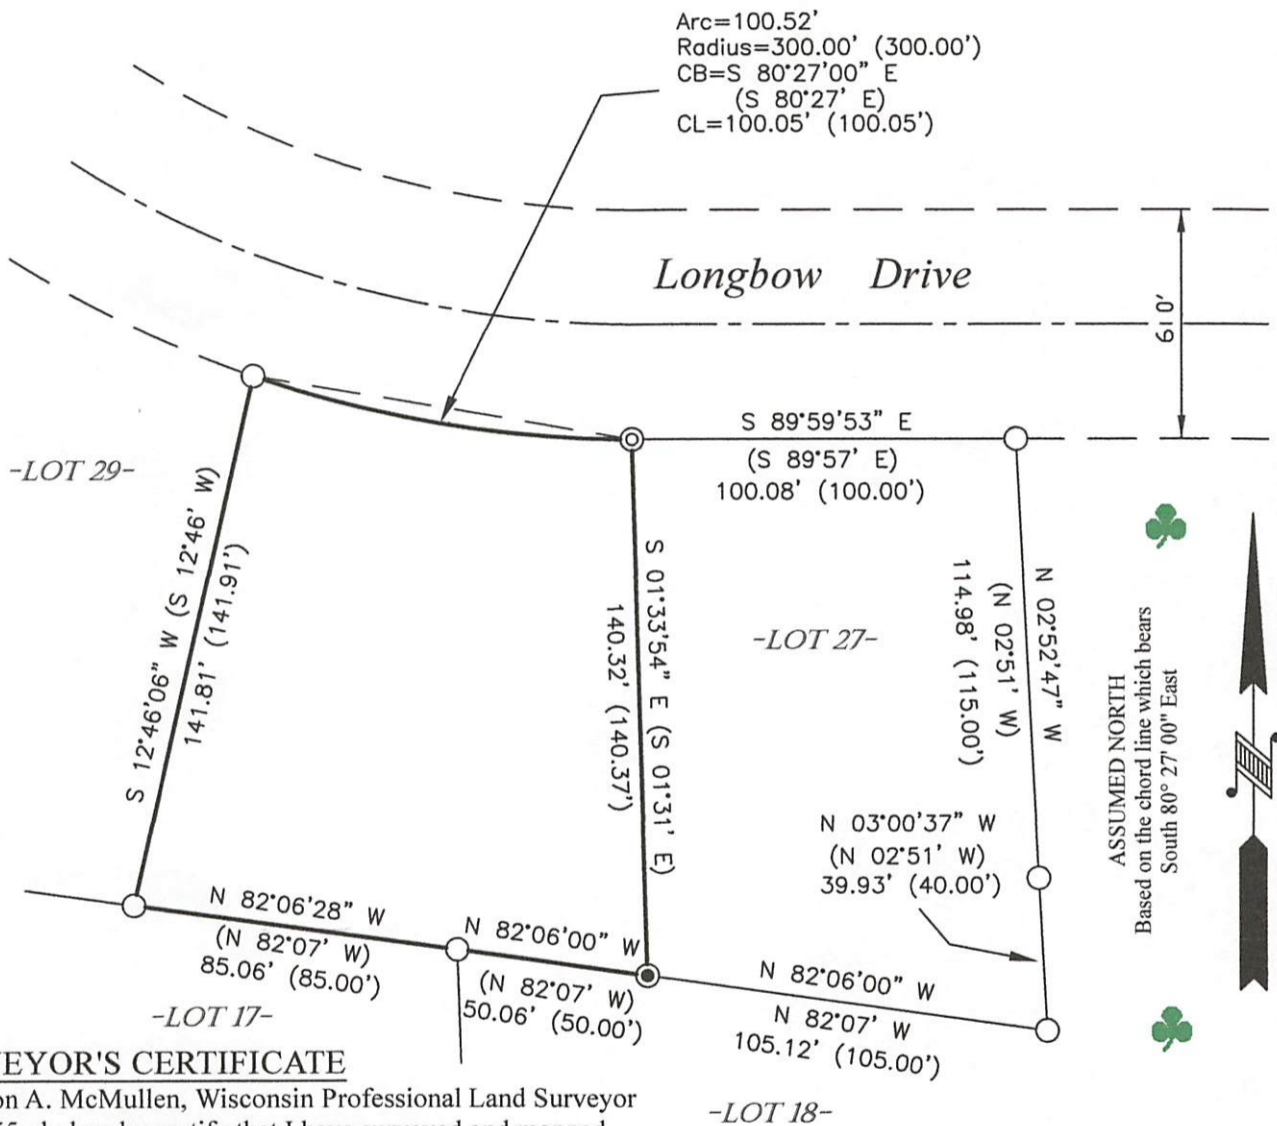 Arc=100.52'
Radius=300.00' (300.00')
CB=S 80°27'00" E
(S 80°27' E)
CL=100.05' (100.05')
Longbow Drive
60'
S 89°59'53" E
(S 89°57' E)
100.08' (100.00')
-LOT 29-
S 12°46'06" W (S 12°46' W)
141.81' (141.91')
S 01°33'54" E (S 01°31' E)
140.32' (140.37')
-LOT 27-
N 02°52'47" W
(N 02°51' W)
114.98' (115.00')
N 03°00'37" W
(N 02°51' W)
39.93' (40.00')
ASSUMED NORTH
Based on the chord line which bears
South 80° 27' 00" East
N 82°06'28" W
(N 82°07' W)
85.06' (85.00')
N 82°06'00" W
(N 82°07' W)
50.06' (50.00')
N 82°06'00" W
N 82°07' W
105.12' (105.00')
-LOT 17-
-LOT 18-
EYOR'S CERTIFICATE
on A. McMullen, Wisconsin Professional Land Surveyor